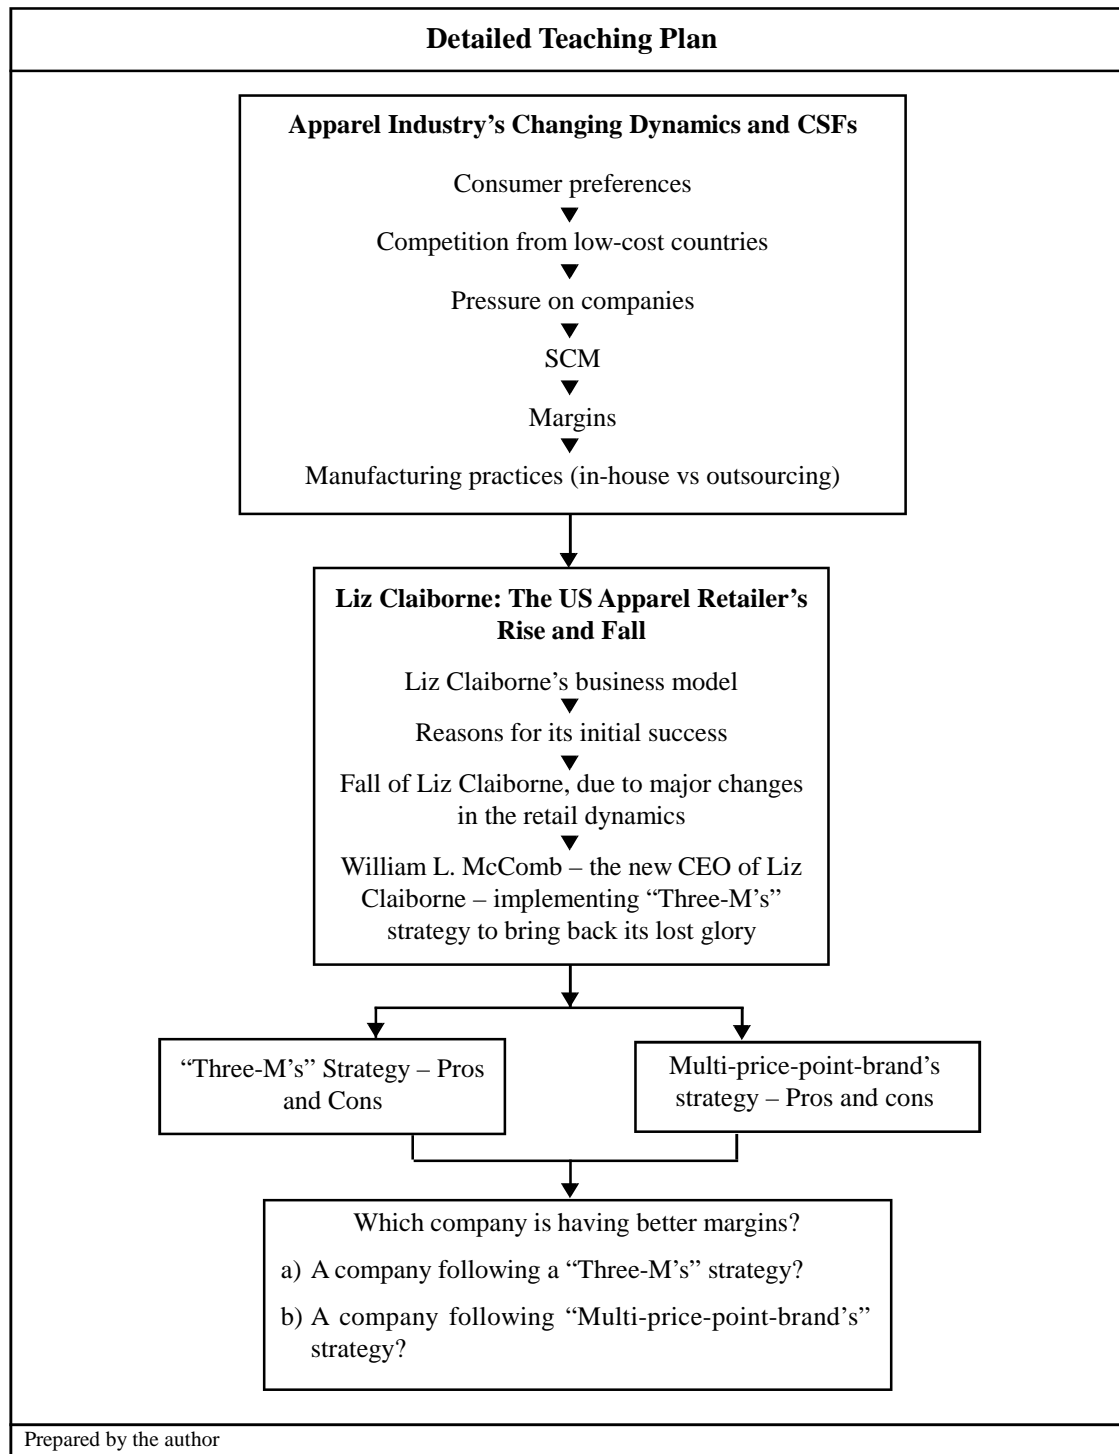 Detailed Teaching Plan
Apparel Industry’s Changing Dynamics and CSFs
Consumer preferences
Competition from low-cost countries
Pressure on companies
SCM
Margins
Manufacturing practices (in-house vs outsourcing)
Liz Claiborne: The US Apparel Retailer’s
Rise and Fall
Liz Claiborne’s business model
Reasons for its initial success
Fall of Liz Claiborne, due to major changes
in the retail dynamics
William L. McComb – the new CEO of Liz
Claiborne – implementing “Three-M’s”
strategy to bring back its lost glory
“Three-M’s” Strategy – Pros
and Cons
Multi-price-point-brand’s
strategy – Pros and cons
Which company is having better margins?
a) A company following a “Three-M’s” strategy?
b) A company following “Multi-price-point-brand’s”
strategy?
Prepared by the author